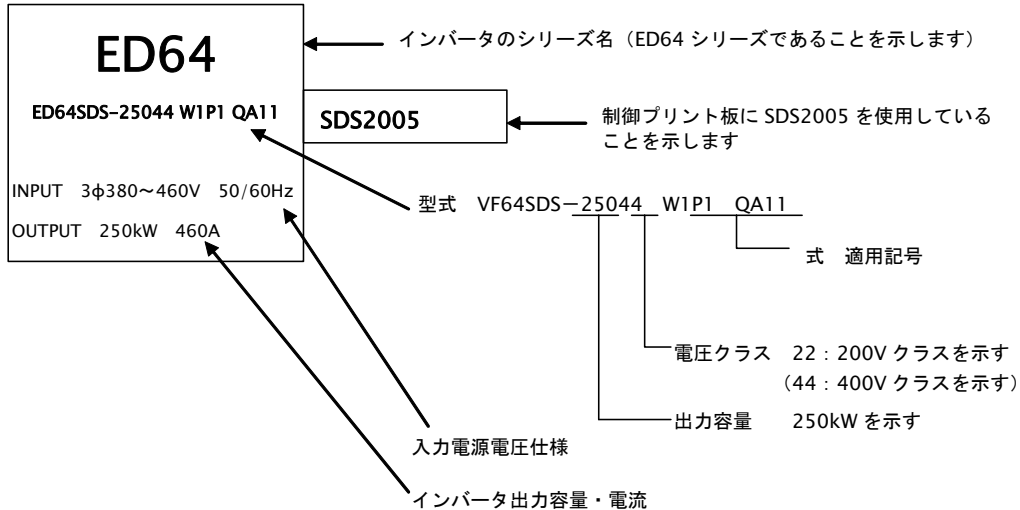 ED64
インバータのシリーズ名（ED64 シリーズであることを示します）
ED64SDS-25044 W1P1 QA11
SDS2005
制御プリント板に SDS2005 を使用している
ことを示します
INPUT 3φ380～460V 50/60Hz
型式 VF64SDS－25044 W1P1 QA11
OUTPUT 250kW 460A
式 適用記号
電圧クラス 22：200V クラスを示す
（44：400V クラスを示す）
出力容量 250kW を示す
入力電源電圧仕様
インバータ出力容量・電流